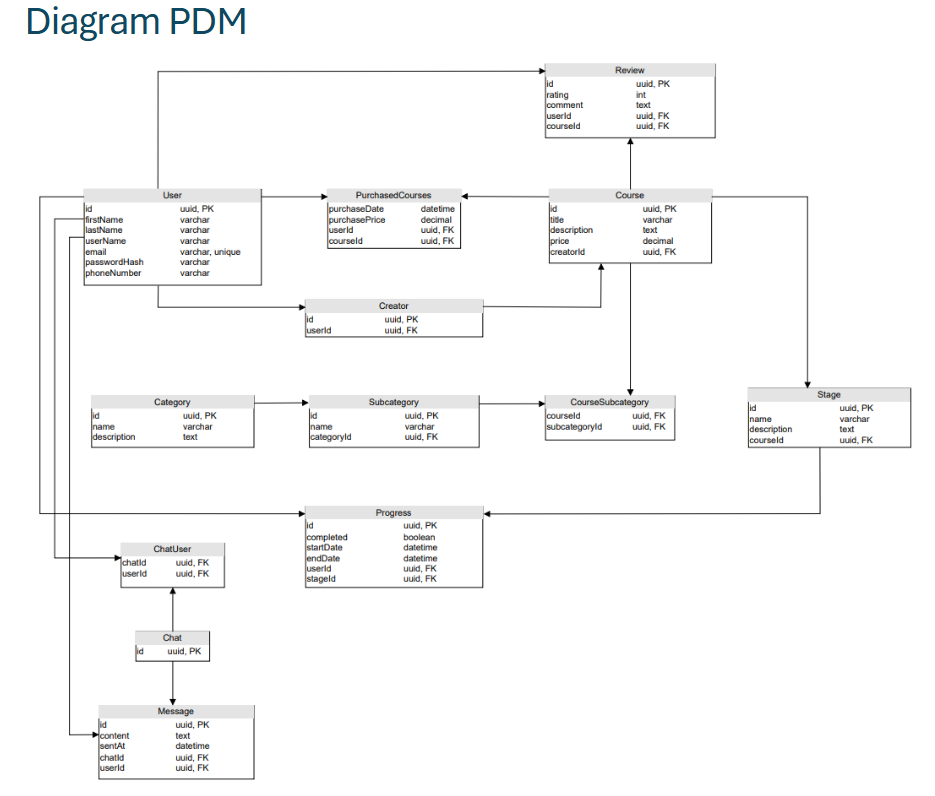 Diagram PDM
Review
id uuid, PK
rating int
comment text
userId uuid, FK
courseId uuid, FK
User
id uuid, PK
firstName varchar
lastName varchar
userName varchar
email varchar, unique
passwordHash varchar
phoneNumber varchar
PurchasedCourses
purchaseDate datetime
purchasePrice decimal
userId uuid, FK
courseId uuid, FK
Course
id uuid, PK
title varchar
description text
price decimal
creatorId uuid, FK
Creator
id uuid, PK
userId uuid, FK
Category
id uuid, PK
name varchar
description text
Subcategory
id uuid, PK
name varchar
categoryId uuid, FK
CourseSubcategory
courseId uuid, FK
subcategoryId uuid, FK
Stage
id uuid, PK
name varchar
description text
courseId uuid, FK
Progress
id uuid, PK
completed boolean
startDate datetime
endDate datetime
userId uuid, FK
stageId uuid, FK
ChatUser
chatId uuid, FK
userId uuid, FK
Chat
id uuid, PK
Message
id uuid, PK
content text
sentAt datetime
chatId uuid, FK
userId uuid, FK